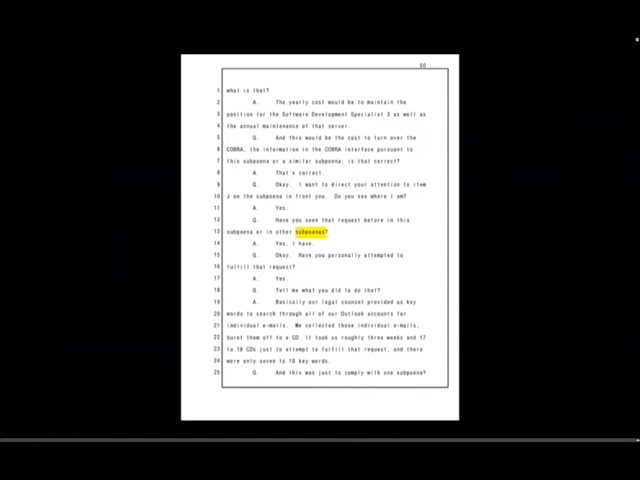 50
1 what is that?
2 A. The yearly cost would be to maintain the
3 position for the Software Development Specialist 3 as well as
4 the annual maintenance of that server.
5 Q. And this would be the cost to turn over the
6 COBRA, the information in the COBRA interface pursuant to
7 this subpoena or a similar subpoena; is that correct?
8 A. That's correct.
9 Q. Okay. I want to direct your attention to item
10 J on the subpoena in front you. Do you see where I am?
11 A. Yes.
12 Q. Have you seen that request before in this
13 subpoena or in other subpoenas?
14 A. Yes, I have.
15 Q. Okay. Have you personally attempted to
16 fulfill that request?
17 A. Yes.
18 Q. Tell me what you did to do that?
19 A. Basically our legal counsel provided us key
20 words to search through all of our Outlook accounts for
21 individual e-mails. We collected those individual e-mails,
22 burnt them off to a CD. It took us roughly three weeks and 17
23 to 18 CDs just to attempt to fulfill that request, and there
24 were only seven to 10 key words.
25 Q. And this was just to comply with one subpoena?